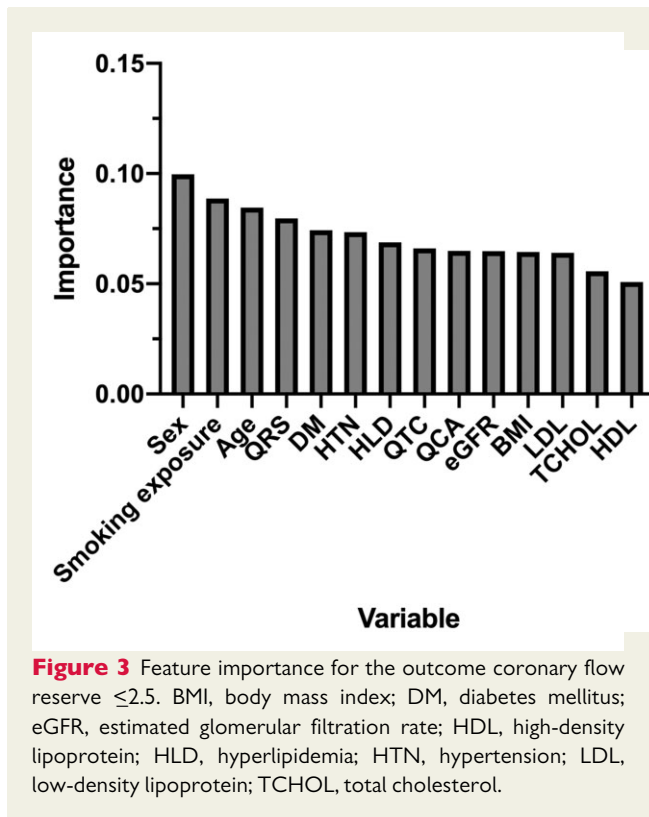 0.15
0.10
0.05
0.00
Importance
Sex
Smoking exposure
Age
QRS
DM
HTN
HLD
QTC
QCA
eGFR
BMI
LDL
TCHOL
HDL
Variable
Figure 3 Feature importance for the outcome coronary flow
reserve ≤2.5. BMI, body mass index; DM, diabetes mellitus;
eGFR, estimated glomerular filtration rate; HDL, high-density
lipoprotein; HLD, hyperlipidemia; HTN, hypertension; LDL,
low-density lipoprotein; TCHOL, total cholesterol.